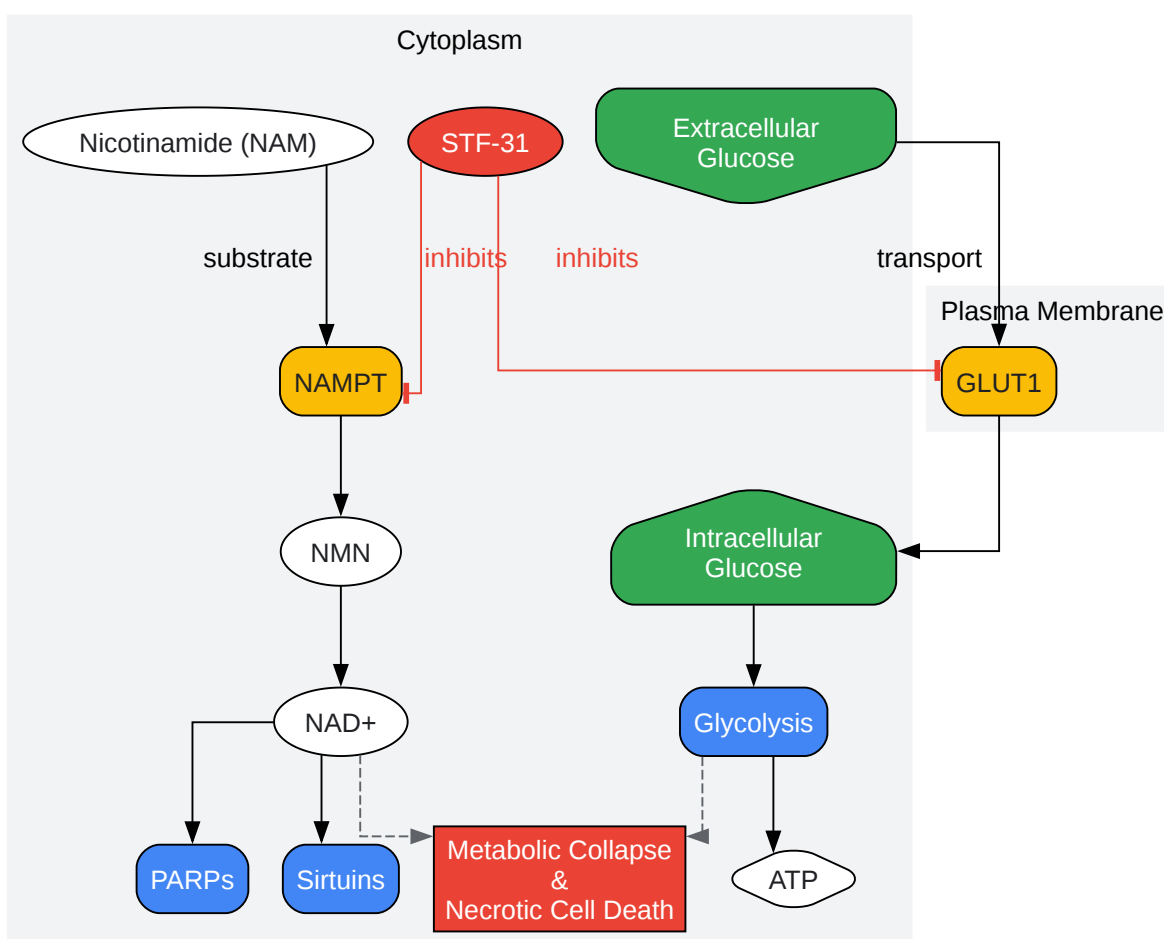 Cytoplasm
Nicotinamide (NAM)
STF-31
Extracellular
Glucose
substrate
inhibits
inhibits
transport
Plasma Membrane
NAMPT
GLUT1
NMN
Intracellular
Glucose
NAD+
Glycolysis
PARPs
Sirtuins
Metabolic Collapse
&
Necrotic Cell Death
ATP